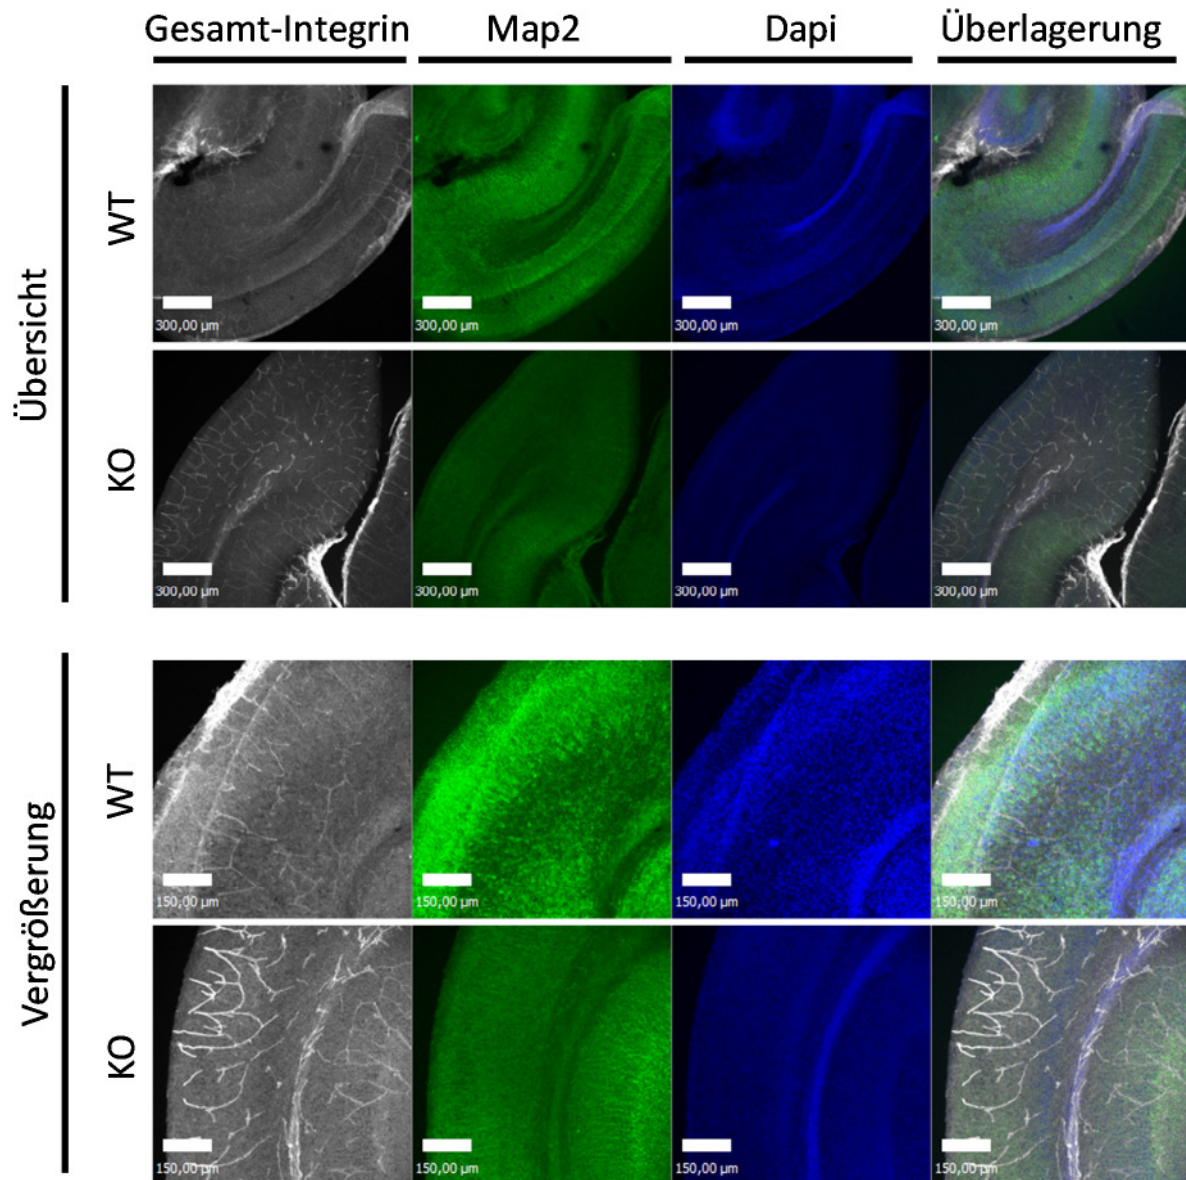 Gesamt-Integrin Map2 Dapi Überlagerung
Übersicht
WT
300,00 µm 300,00 µm 300,00 µm 300,00 µm
KO
300,00 µm 300,00 µm 300,00 µm 300,00 µm
Vergrößerung
WT
150,00 µm 150,00 µm 150,00 µm 150,00 µm
KO
150,00 µm 150,00 µm 150,00 µm 150,00 µm